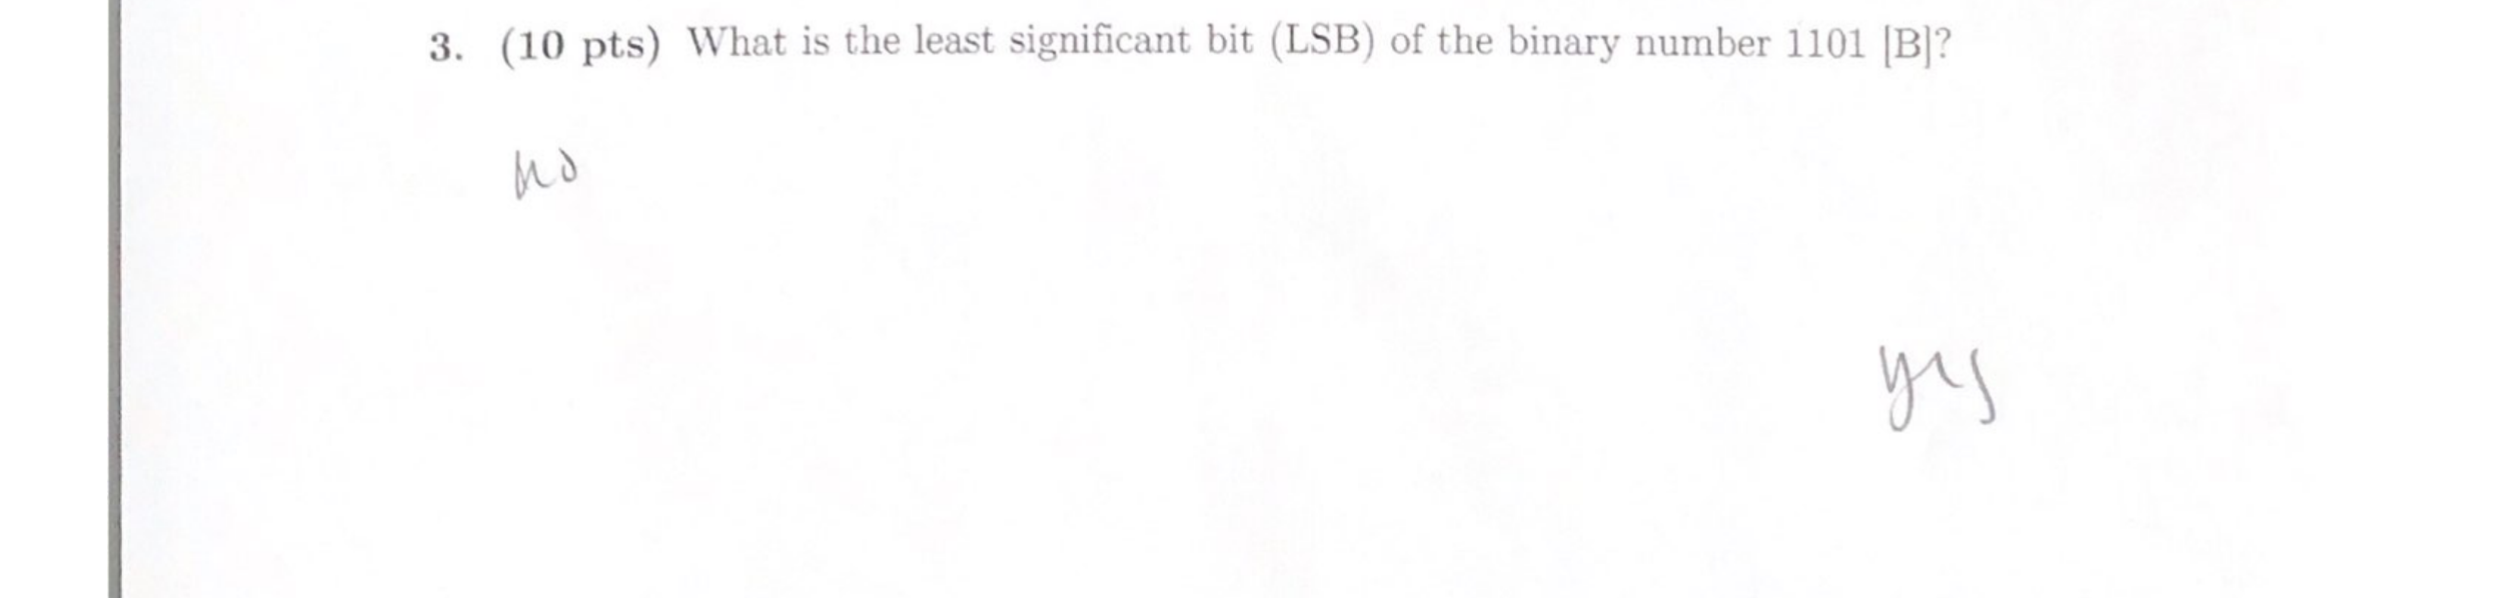 3. (10 pts) What is the least significant bit (LSB) of the binary number 1101 [B]?
no
yes